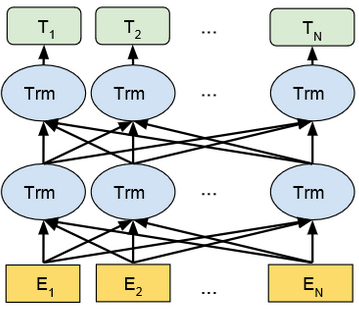 T1 T2 ... TN
Trm Trm ... Trm
Trm Trm ... Trm
E1 E2 ... EN